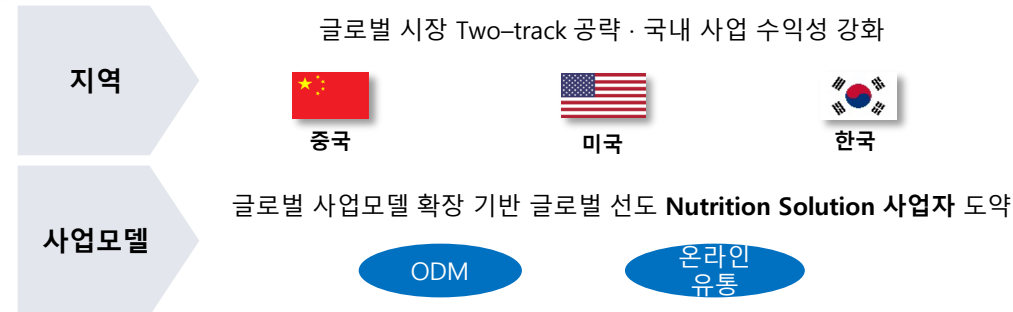 글로벌 시장 Two–track 공략 · 국내 사업 수익성 강화
지역
중국
미국
한국
글로벌 사업모델 확장 기반 글로벌 선도 Nutrition Solution 사업자 도약
사업모델
ODM
온라인
유통